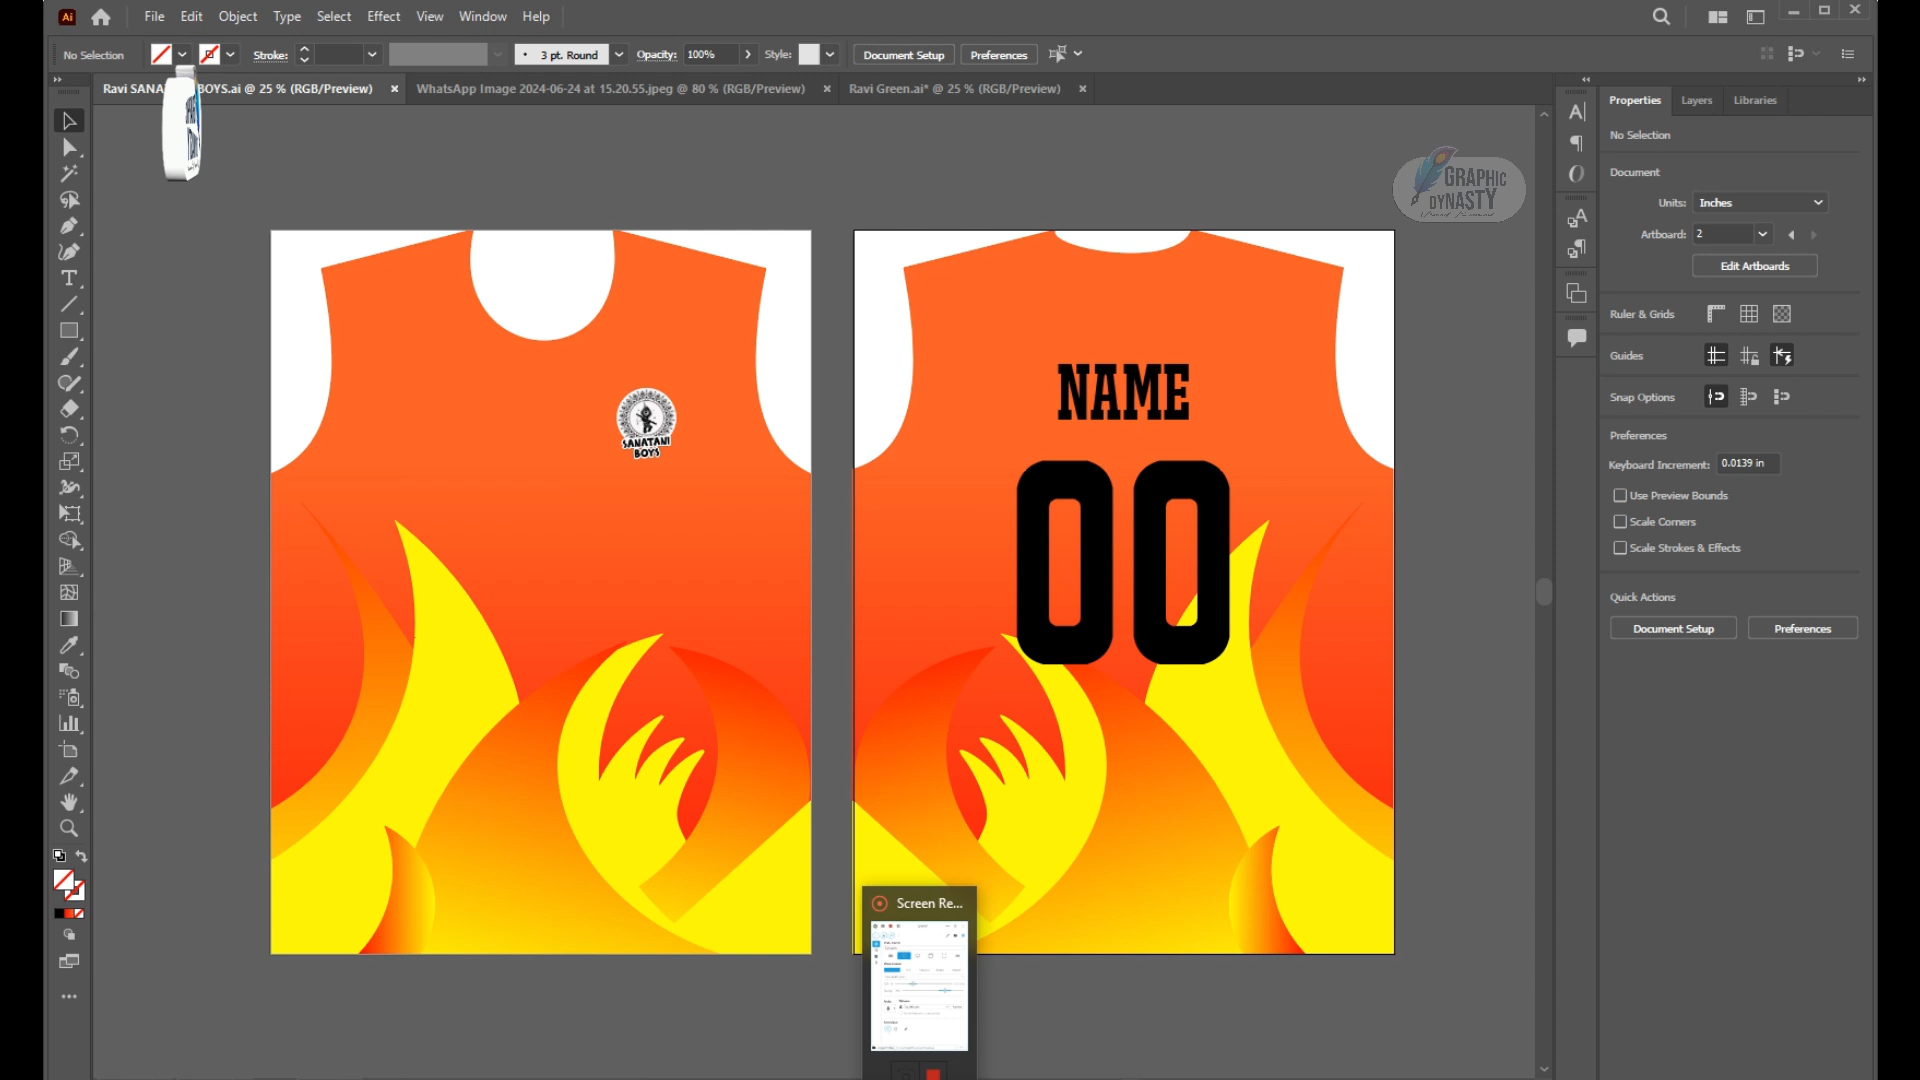 Ai
File Edit Object Type Select Effect View Window Help
No Selection
Stroke:
3 pt. Round
Opacity: 100%
Style:
Document Setup
Preferences
Ravi SANA BOYS.ai @ 25 % (RGB/Preview)
WhatsApp Image 2024-06-24 at 15.20.55.jpeg @ 80 % (RGB/Preview)
Ravi Green.ai* @ 25 % (RGB/Preview)
GRAPHIC
DYNASTY
SANATANI
BOYS
NAME
00
Screen Re...
Properties Layers Libraries
No Selection
Document
Units: Inches
Artboard: 2
Edit Artboards
Ruler & Grids
Guides
Snap Options
Preferences
Keyboard Increment: 0.0139 in
Use Preview Bounds
Scale Corners
Scale Strokes & Effects
Quick Actions
Document Setup Preferences